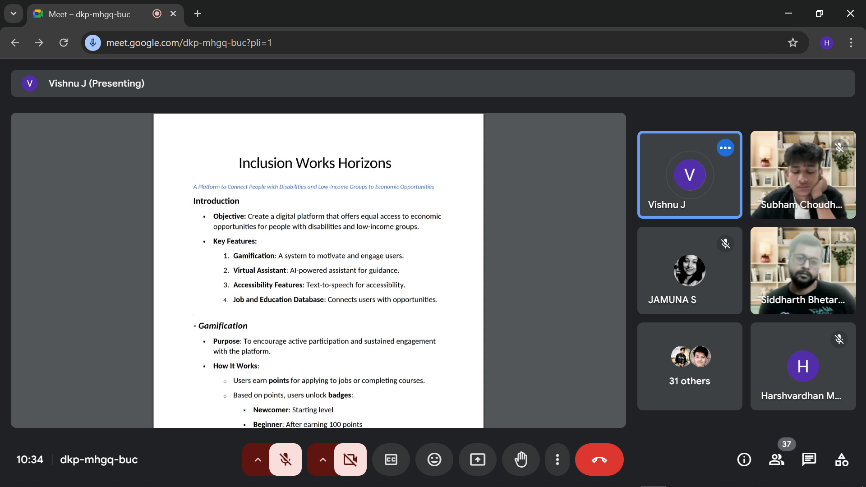 Meet – dkp-mhgq-buc
meet.google.com/dkp-mhgq-buc?pli=1
H
V
Vishnu J (Presenting)
Inclusion Works Horizons
A Platform to Connect People with Disabilities and Low-Income Groups to Economic Opportunities
Introduction
• Objective: Create a digital platform that offers equal access to economic
opportunities for people with disabilities and low-income groups.
• Key Features:
1. Gamification: A system to motivate and engage users.
2. Virtual Assistant: AI-powered assistant for guidance.
3. Accessibility Features: Text-to-speech for accessibility.
4. Job and Education Database: Connects users with opportunities.
- Gamification
• Purpose: To encourage active participation and sustained engagement
with the platform.
• How It Works:
o Users earn points for applying to jobs or completing courses.
o Based on points, users unlock badges:
▪ Newcomer: Starting level
▪ Beginner: After earning 100 points
V
Vishnu J
Subham Choudh...
JAMUNA S
Siddharth Bhetar...
31 others
H
Harshvardhan M...
10:34
dkp-mhgq-buc
37